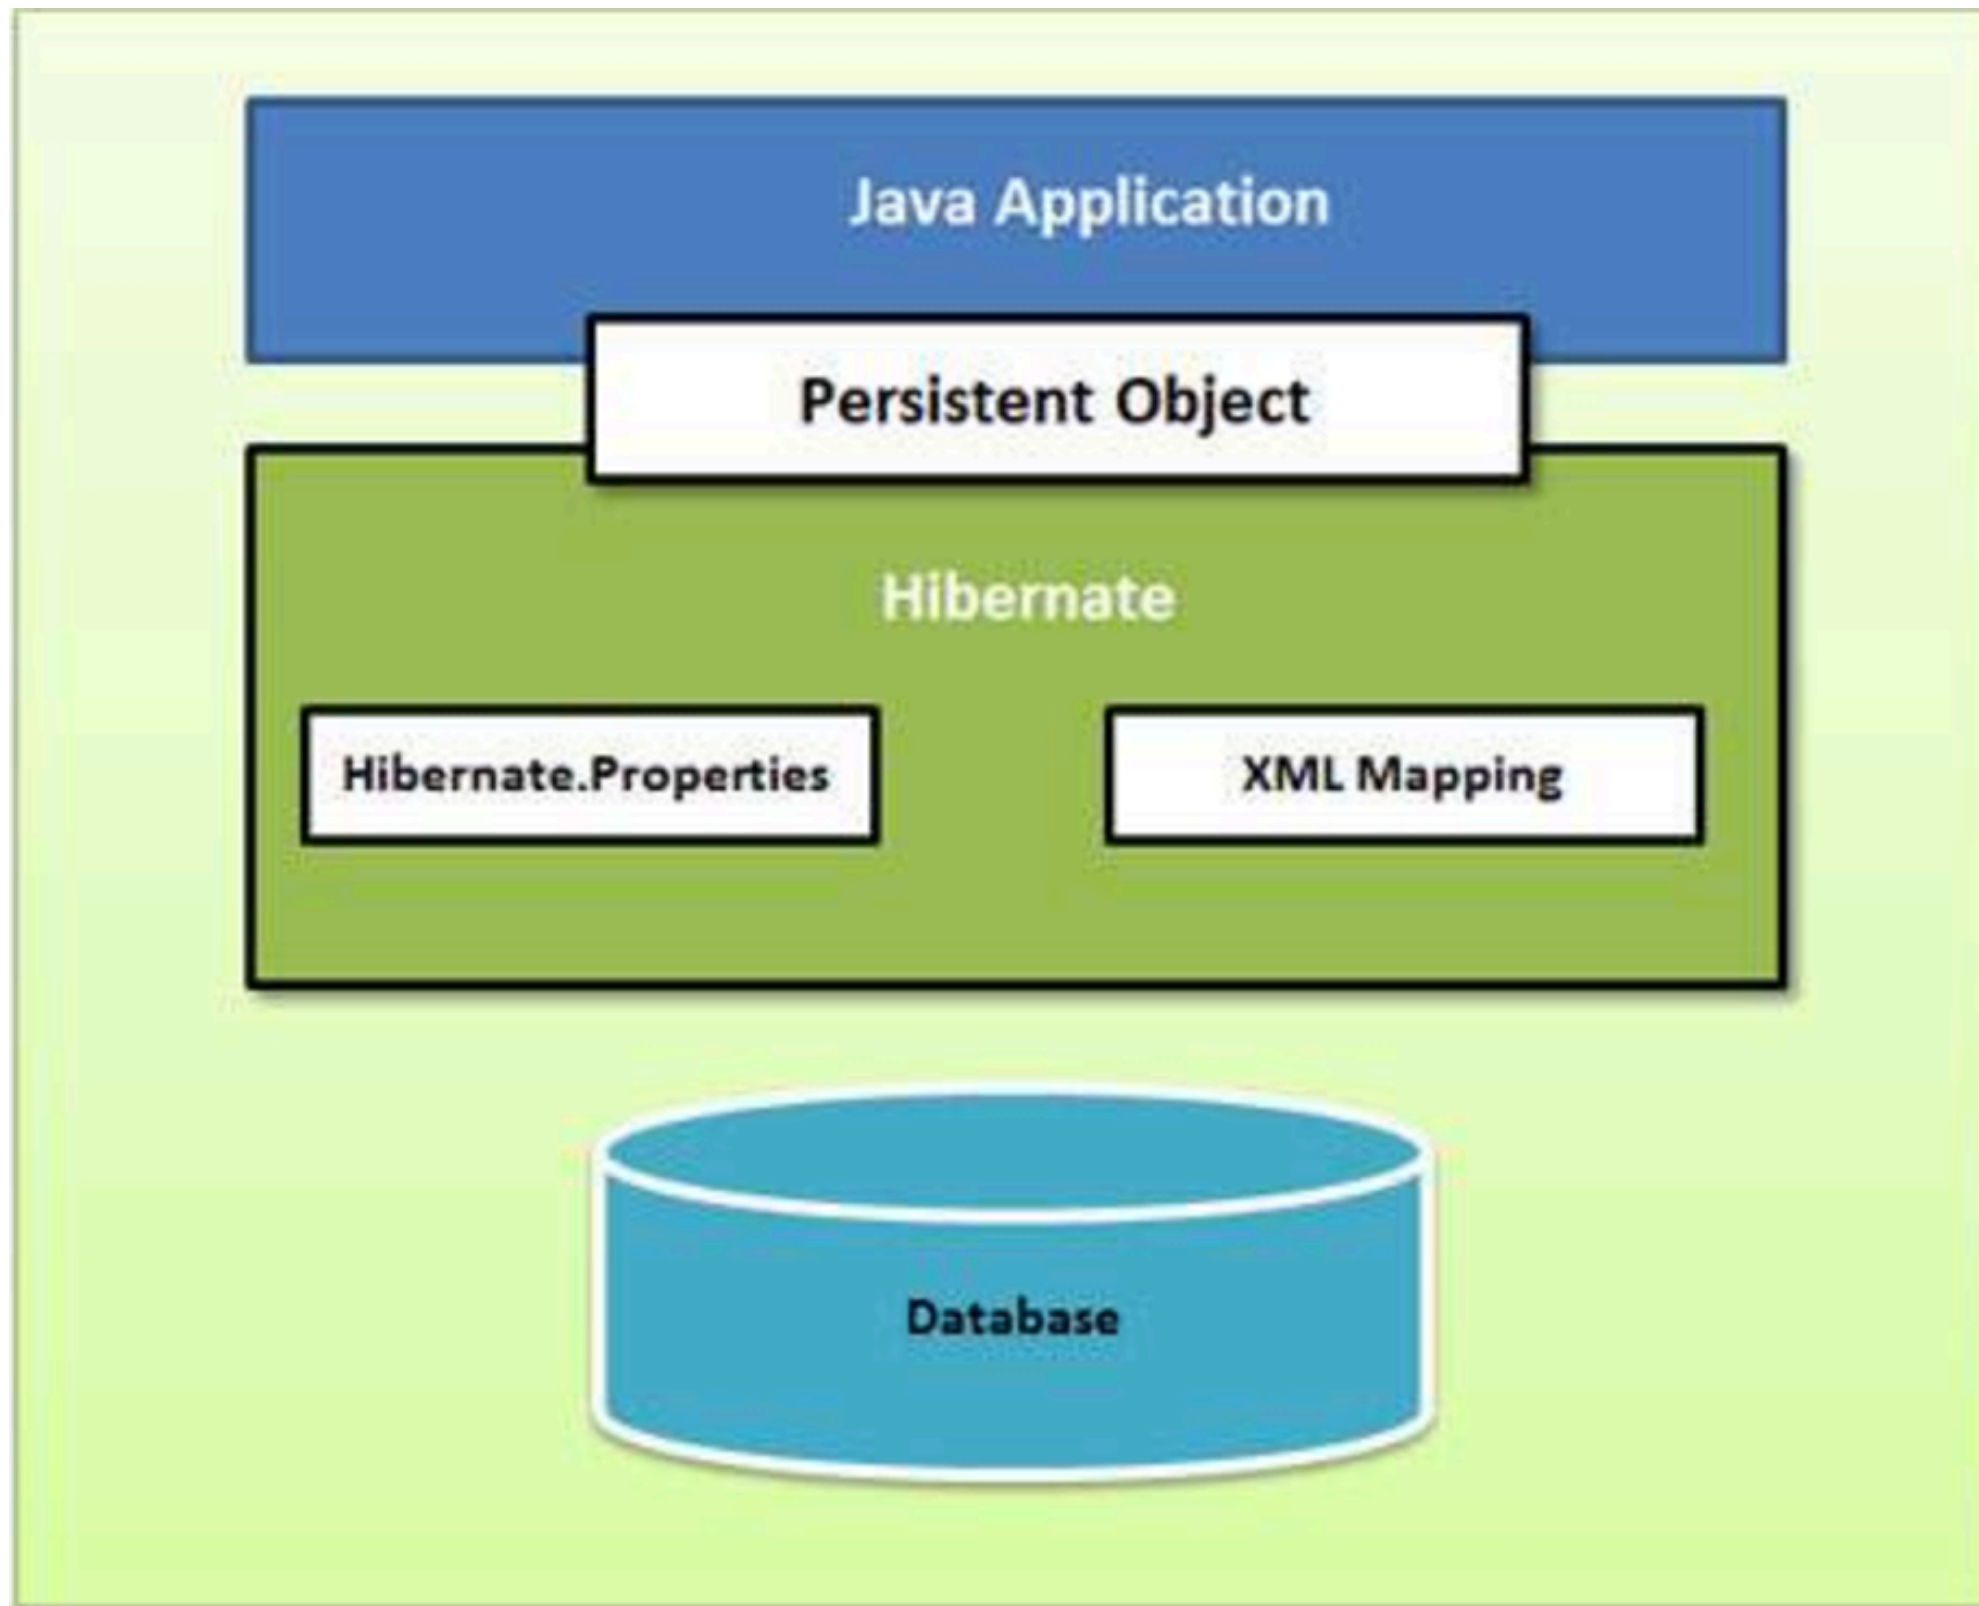 Java Application
Persistent Object
Hibernate
Hibernate.Properties
XML Mapping
Database